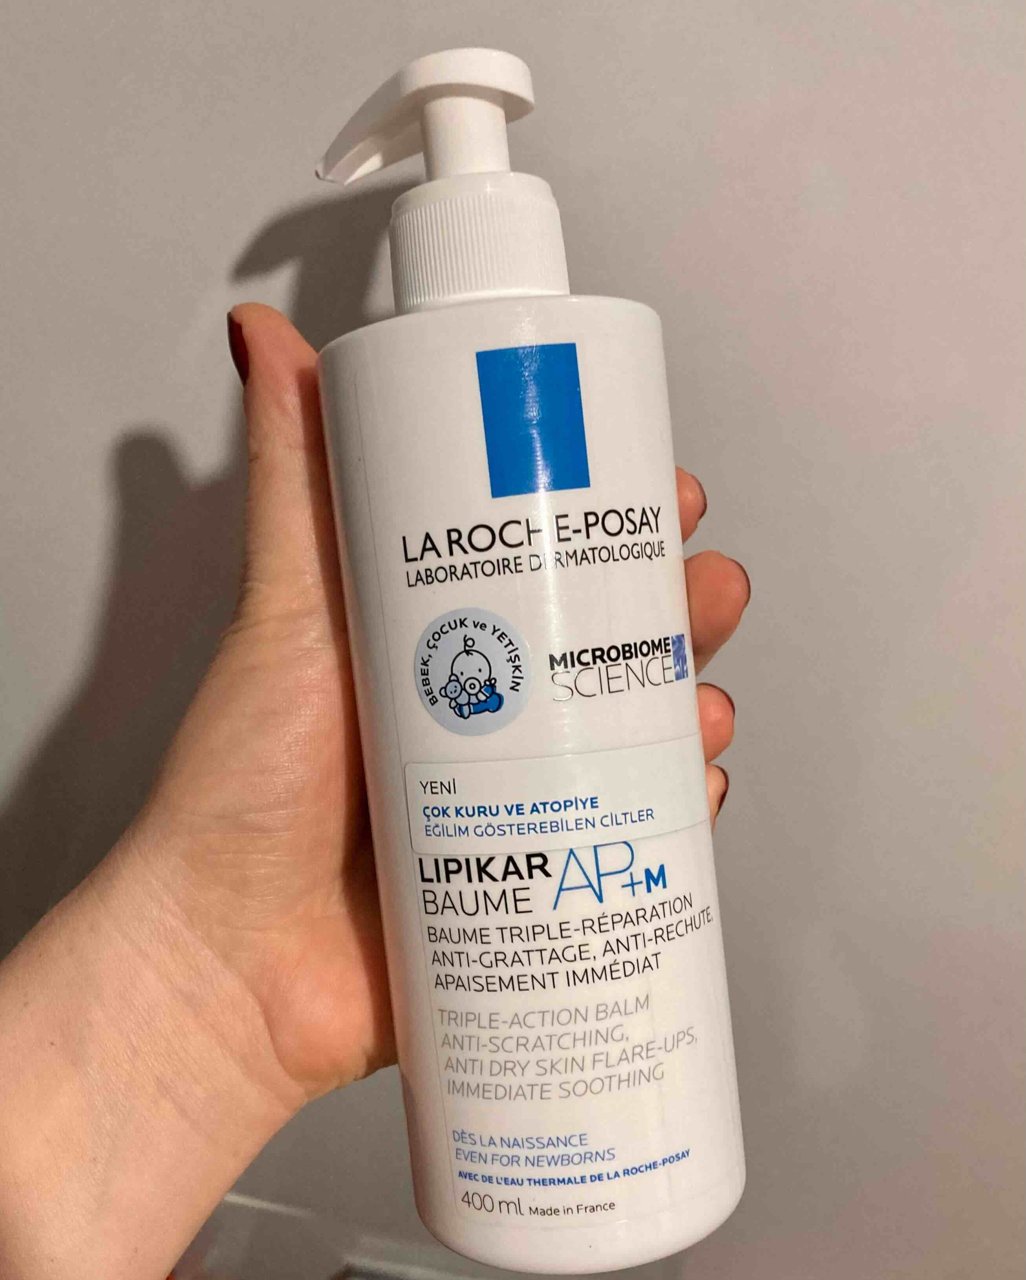 LA ROCHE-POSAY
LABORATOIRE DERMATOLOGIQUE
BEBEK, ÇOCUK ve YETİŞKİN
MICROBIOME
SCIENCE
YENİ
ÇOK KURU VE ATOPİYE
EĞİLİM GÖSTEREBİLEN CİLTLER
LIPIKAR
BAUME AP+M
BAUME TRIPLE-RÉPARATION
ANTI-GRATTAGE, ANTI-RECHUTE,
APAISEMENT IMMÉDIAT
TRIPLE-ACTION BALM
ANTI-SCRATCHING,
ANTI DRY SKIN FLARE-UPS,
IMMEDIATE SOOTHING
DÈS LA NAISSANCE
EVEN FOR NEWBORNS
AVEC DE L'EAU THERMALE DE LA ROCHE-POSAY
400 ml Made in France